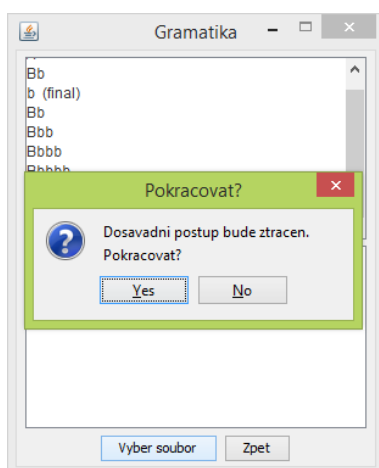 Gramatika
Bb
b (final)
Bb
Bbb
Bbbb
Pokracovat?
Dosavadni postup bude ztracen.
Pokracovat?
Yes
No
Vyber soubor
Zpet